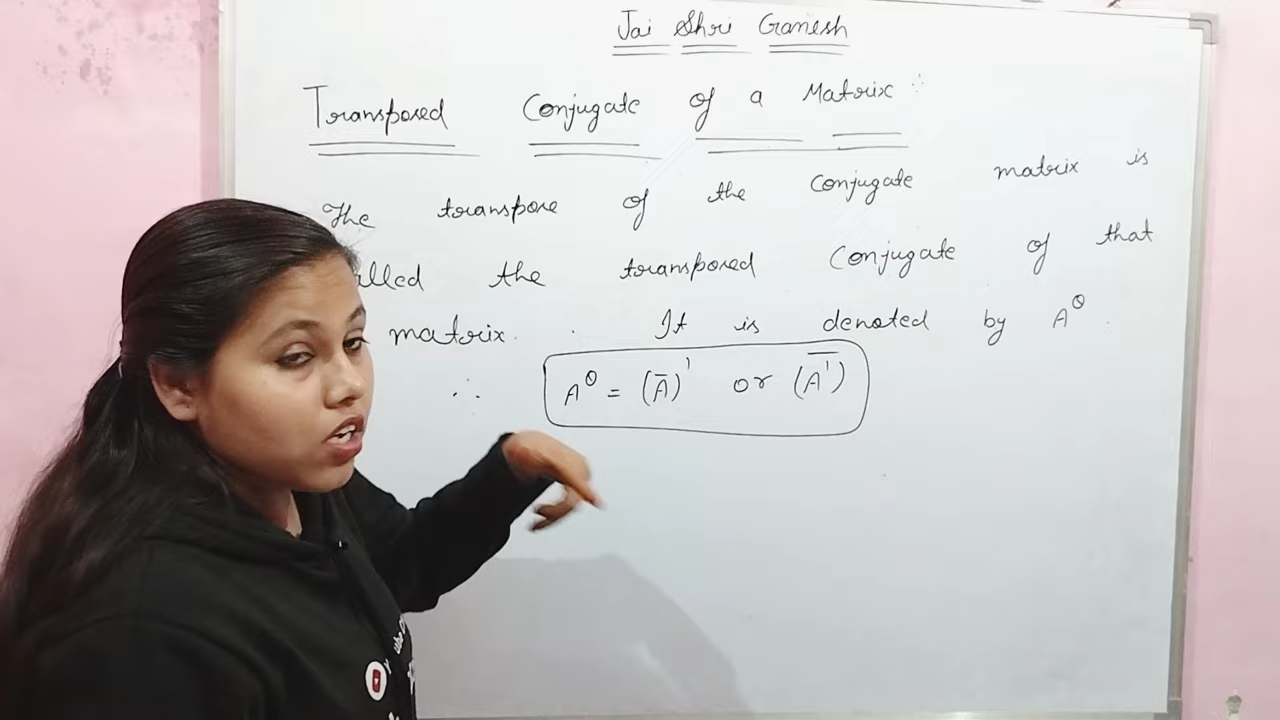 Jai Shri Ganesh
Transposed Conjugate of a Matrix :-
The transpose of the conjugate matrix is
alled the transposed conjugate of that
matrix. It is denoted by A^θ
∴ A^θ = (Ā)' or (A̅'̅)